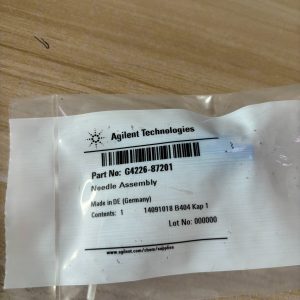 Agilent Technologies
Part No: G4226-87201
Needle Assembly
Made in DE (Germany)
Contents: 1 14091018 B404 Kap 1
Lot No: 000000
www.agilent.com/chem/supplies